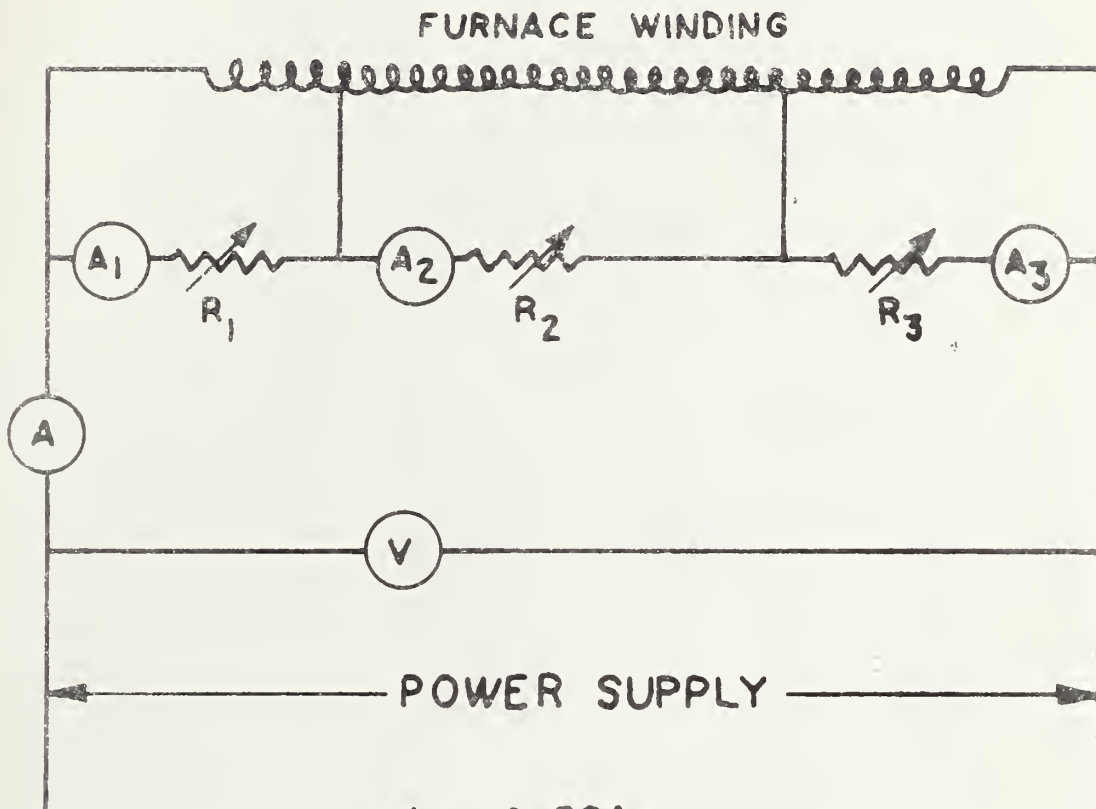 FURNACE WINDING
A1 A2 A3
R1 R2 R3
A
V
POWER SUPPLY